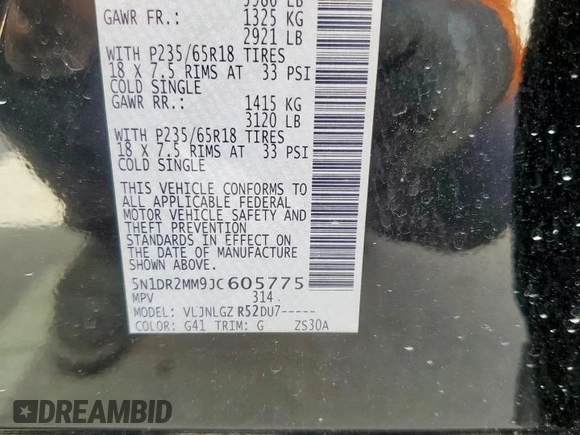 GAWR FR.: 1325 KG
2921 LB
WITH P235/65R18 TIRES
18 X 7.5 RIMS AT 33 PSI
COLD SINGLE
GAWR RR.: 1415 KG
3120 LB
WITH P235/65R18 TIRES
18 X 7.5 RIMS AT 33 PSI
COLD SINGLE
THIS VEHICLE CONFORMS TO
ALL APPLICABLE FEDERAL
MOTOR VEHICLE SAFETY AND
THEFT PREVENTION
STANDARDS IN EFFECT ON
THE DATE OF MANUFACTURE
SHOWN ABOVE.
5N1DR2MM9JC605775
MPV 314
MODEL: VLJNLGZ R52DU7-----
COLOR: G41 TRIM: G ZS30A
DREAMBID